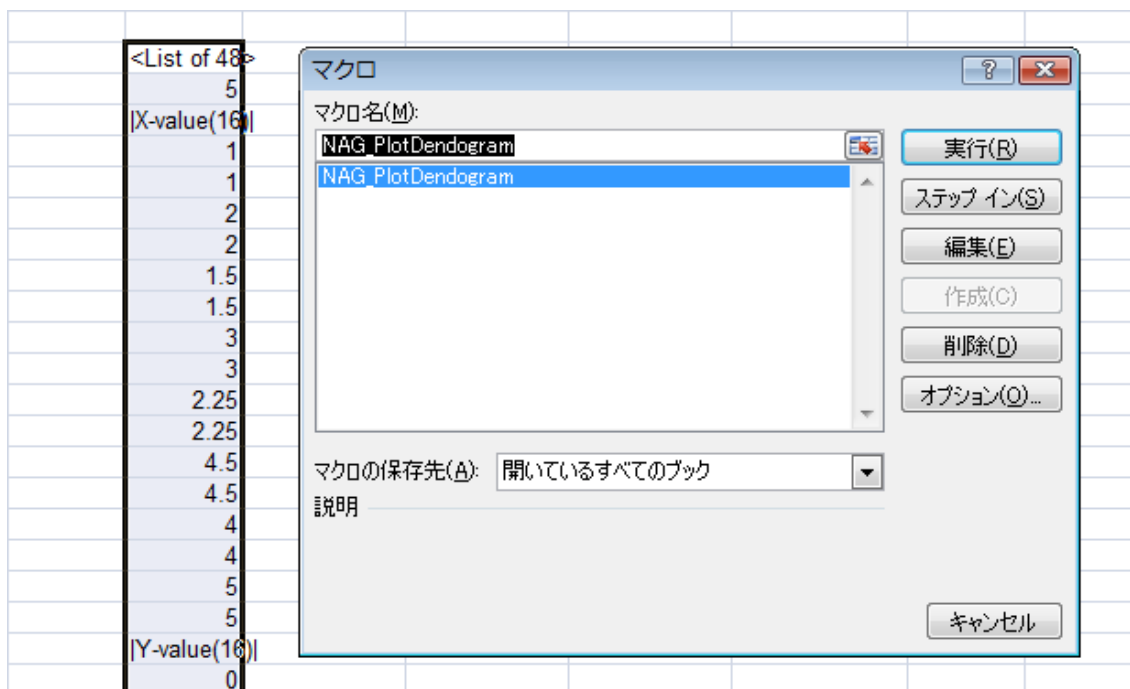 <List of 48>
5
|X-value(16)|
1
1
2
2
1.5
1.5
3
3
2.25
2.25
4.5
4.5
4
4
5
5
|Y-value(16)|
0
マクロ
マクロ名(M):
NAG_PlotDendogram
NAG_PlotDendogram
実行(R)
ステップ イン(S)
編集(E)
作成(C)
削除(D)
オプション(O)...
マクロの保存先(A): 開いているすべてのブック
説明
キャンセル